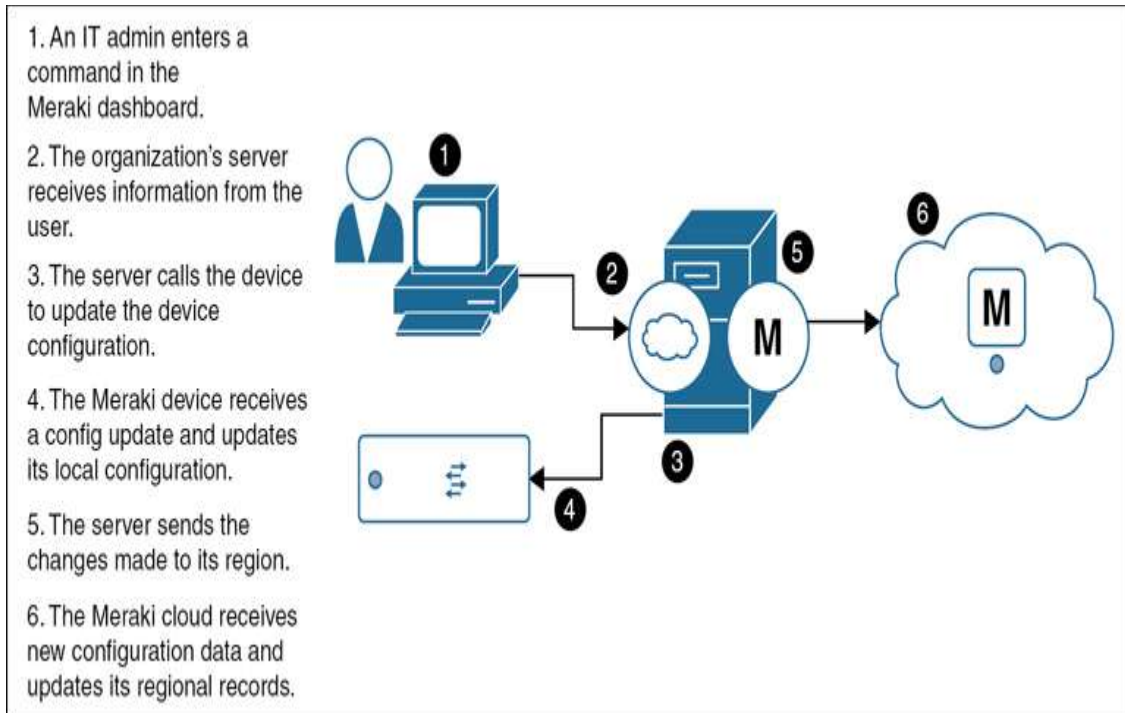 1. An IT admin enters a
command in the
Meraki dashboard.
2. The organization's server
receives information from the
user.
3. The server calls the device
to update the device
configuration.
4. The Meraki device receives
a config update and updates
its local configuration.
5. The server sends the
changes made to its region.
6. The Meraki cloud receives
new configuration data and
updates its regional records.
1
2
5
6
M
M
3
4